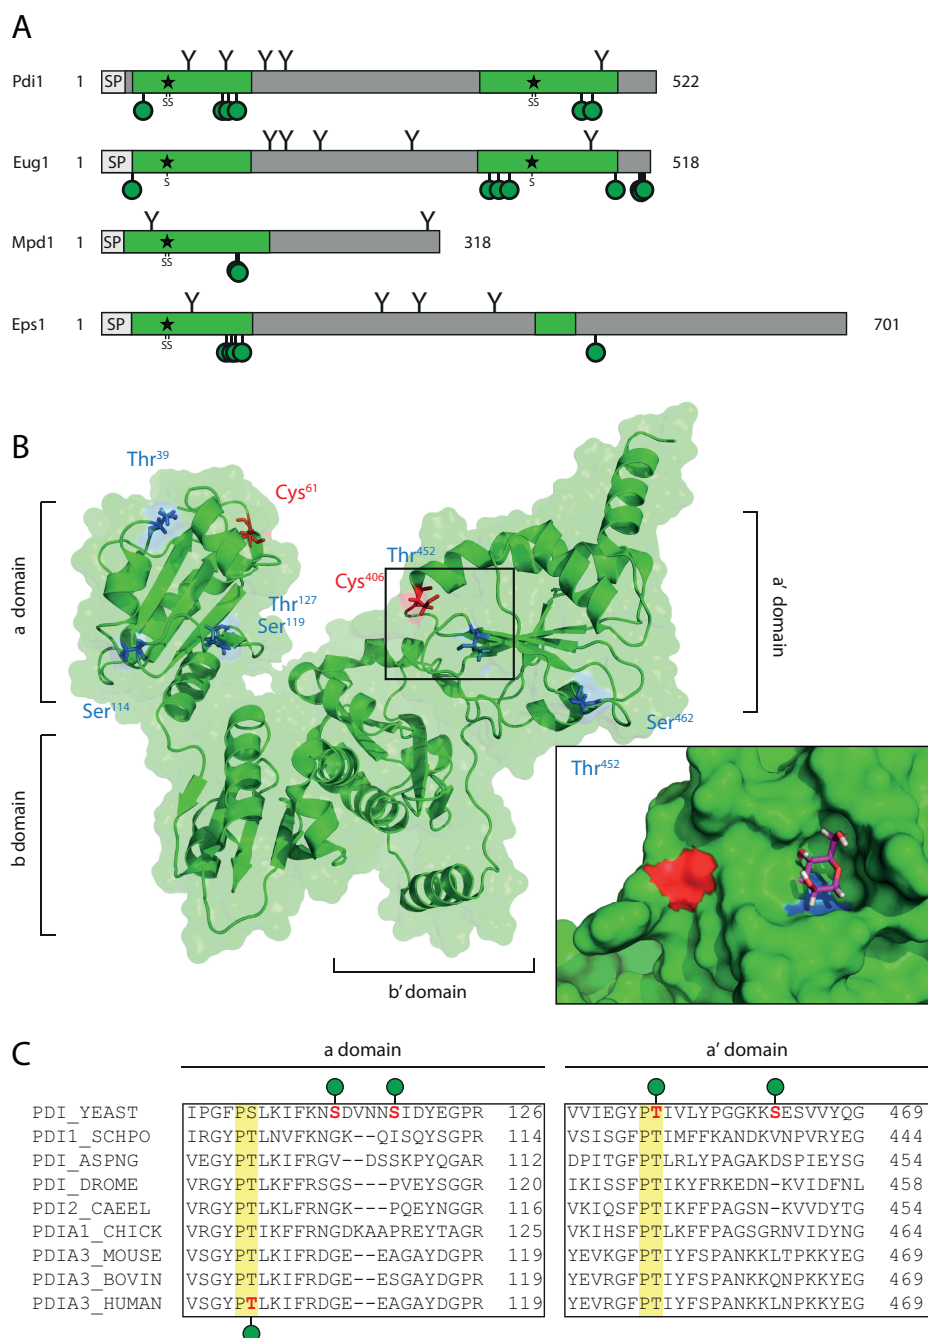 A
Pdi1 1 SP SS SS 522
Eug1 1 SP S S 518
Mpd1 1 SP SS 318
Eps1 1 SP SS 701
B
Thr39
Cys61
Thr452
Cys406
Thr127
Ser119
Ser114
Ser462
a domain
a' domain
b domain
b' domain
Thr452
C
a domain a' domain
PDI_YEAST IPGFPSLKIFKNSDVNNSIDYEGPR 126 VVIEGYPTIVLYPGGKKSESVVYQG 469
PDI1_SCHPO IRGYPTLNVFKNGK--QISQYSGPR 114 VSISGFPTIMFFKANDKVNPVRYEG 444
PDI_ASPNG VEGYPTLKIFRGV--DSSKPYQGAR 112 DPITGFPTLRLYPAGAKDSPIEYSG 454
PDI_DROME VRGYPTLKFFRSGS---PVEYSGGR 120 IKISSFPTIKYFRKEDN-KVIDFNL 458
PDI2_CAEEL VRGYPTLKLFRNGK---PQEYNGGR 116 VKIQSFPTIKFFPAGSN-KVVDYTG 460
PDIA1_CHICK VRGYPTIKFFRNGDKAAPREYTAGR 125 VKIHSFPTLKFFPAGSGRNVIDYNG 464
PDIA3_MOUSE VSGYPTLKIFRDGE--EAGAYDGPR 119 YEVKGFPTIYFSPANKKLTPKKYEG 469
PDIA3_BOVIN VSGYPTLKIFRDGE--ESGAYDGPR 119 YEVRGFPTIYFSPANKKQNPKKYEG 469
PDIA3_HUMAN VSGYPTLKIFRDGE--EAGAYDGPR 119 YEVRGFPTIYFSPANKKLNPKKYEG 469